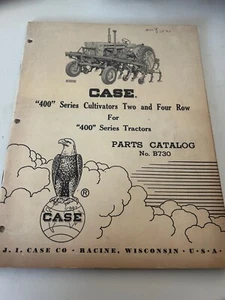 CASE.
"400" Series Cultivators Two and Four Row
For
"400" Series Tractors
PARTS CATALOG
No. B730
®
CASE
J. I. CASE CO · RACINE, WISCONSIN · U · S · A ·